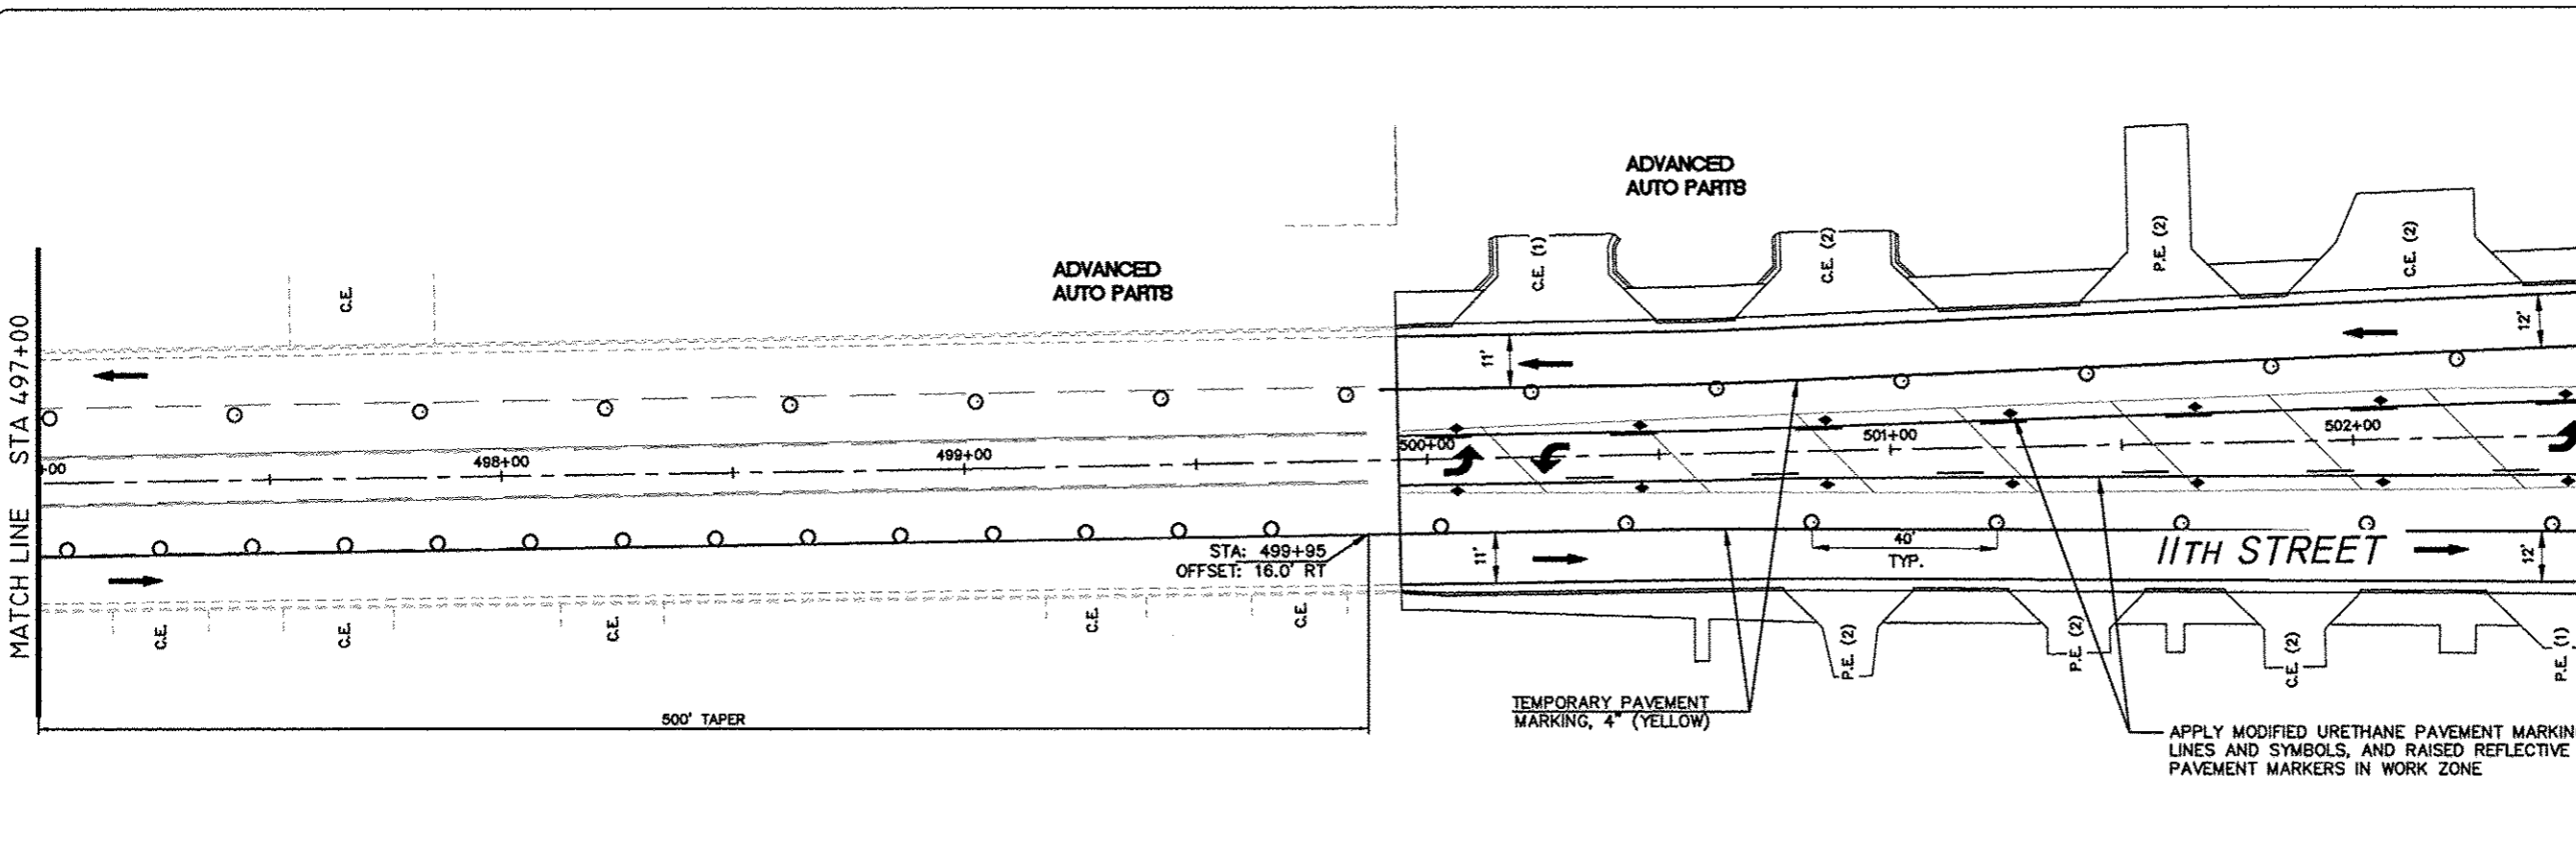 ADVANCED
AUTO PARTS
ADVANCED
AUTO PARTS
C.E.
C.E. (1)
C.E. (2)
P.E. (2)
C.E. (2)
MATCH LINE STA 497+00
11'
12'
+00
498+00
499+00
500+00
501+00
502+00
STA: 499+95
OFFSET: 16.0' RT
11'
40'
TYP.
11TH STREET
12'
C.E.
C.E.
C.E.
C.E.
C.E.
P.E. (2)
P.E. (2)
C.E. (2)
P.E. (1)
500' TAPER
TEMPORARY PAVEMENT
MARKING, 4" (YELLOW)
APPLY MODIFIED URETHANE PAVEMENT MARKIN
LINES AND SYMBOLS, AND RAISED REFLECTIVE
PAVEMENT MARKERS IN WORK ZONE